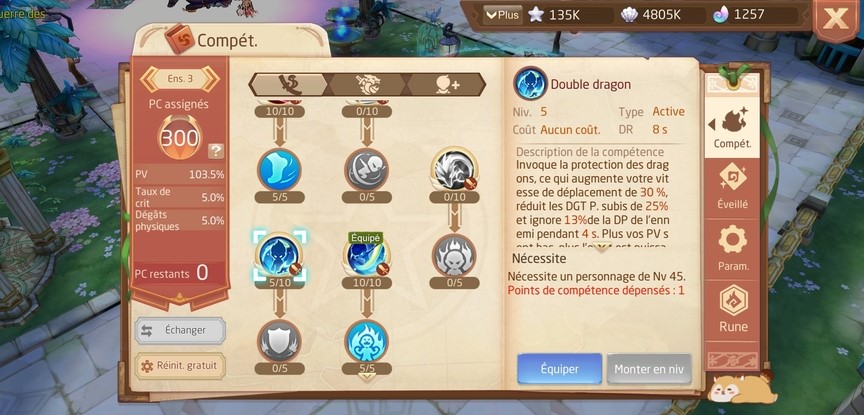 uerre des
Plus
135K
4805K
1257
Compét.
Ens. 3
PC assignés
300
?
PV 103.5%
Taux de
crit 5.0%
Dégâts
physiques 5.0%
PC restants 0
Échanger
Réinit. gratuit
10/10
0/10
5/5
0/5
0/10
Équipé
5/10
10/10
0/5
0/5
5/5
Double dragon
Niv. 5 Type Active
Coût Aucun coût. DR 8 s
Description de la compétence
Invoque la protection des drag
ons, ce qui augmente votre vit
esse de déplacement de 30 %,
réduit les DGT P. subis de 25%
et ignore 13%de la DP de l'enn
emi pendant 4 s. Plus vos PV s
Nécessite
Nécessite un personnage de Nv 45.
Points de compétence dépensés : 1
Équiper
Monter en niv
Compét.
Éveillé
Param.
Rune